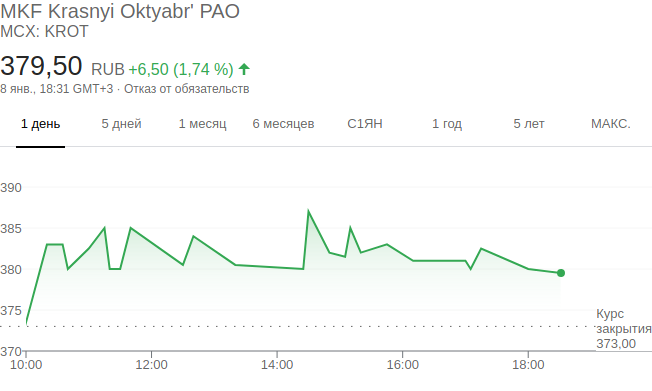 MKF Krasnyi Oktyabr' PAO
MCX: KROT
379,50 RUB +6,50 (1,74 %)
8 янв., 18:31 GMT+3 · Отказ от обязательств
1 день 5 дней 1 месяц 6 месяцев С1ЯН 1 год 5 лет МАКС.
390
385
380
375
370
Курс
закрытия
373,00
10:00 12:00 14:00 16:00 18:00